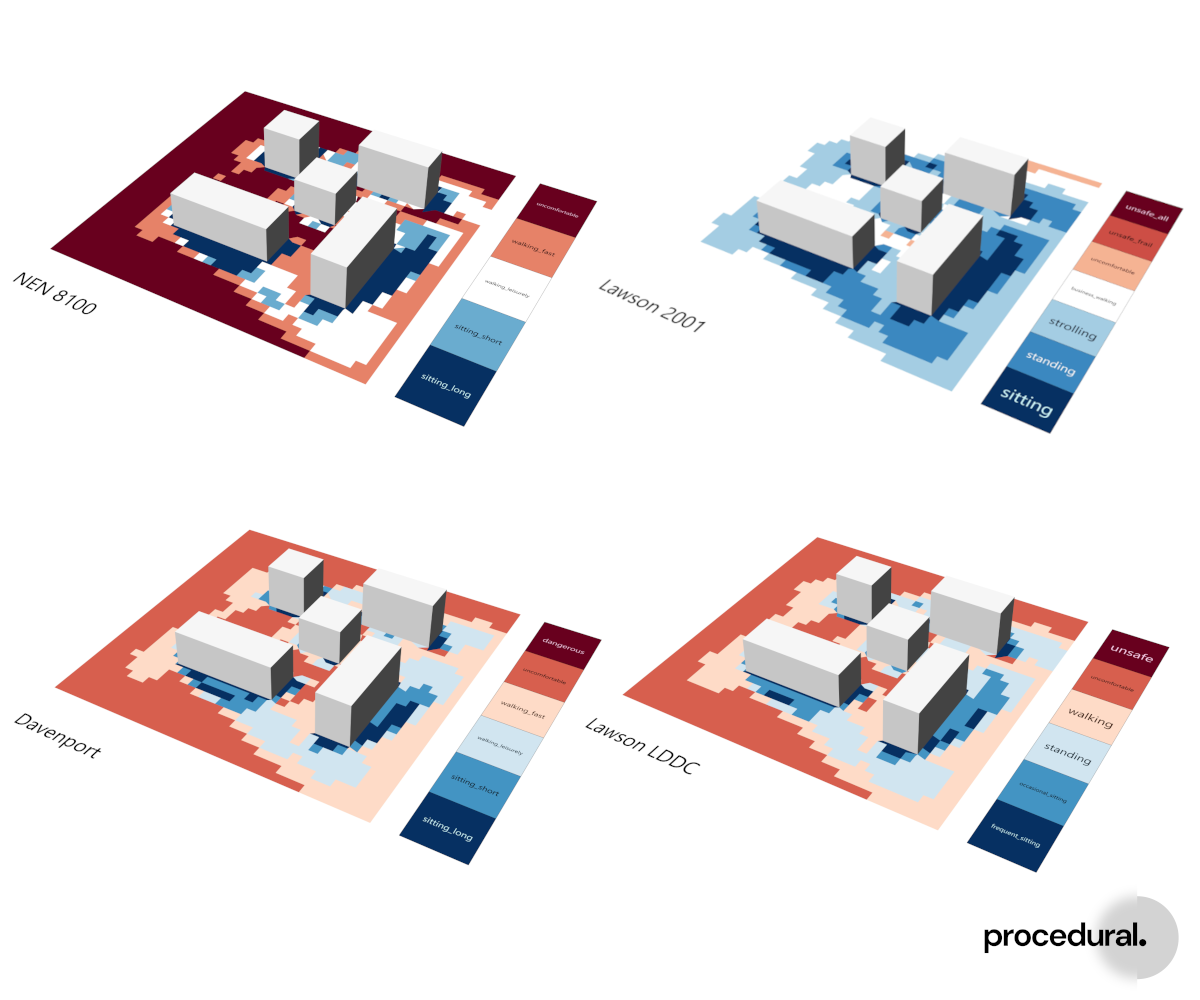 uncomfortable
walking_fast
walking_leisurely
sitting_short
sitting_long
NEN 8100
unsafe_all
unsafe_frail
uncomfortable
business_walking
strolling
standing
sitting
Lawson 2001
dangerous
uncomfortable
walking_fast
walking_leisurely
sitting_short
sitting_long
Davenport
unsafe
uncomfortable
walking
standing
occasional_sitting
frequent_sitting
Lawson LDDC
procedural.